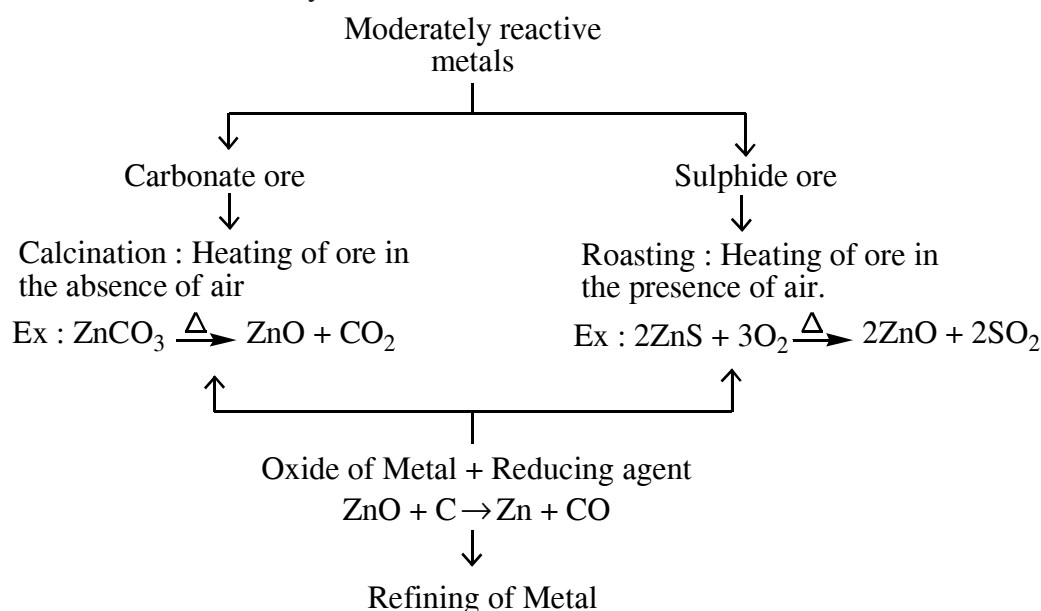 Moderately reactive
metals
Carbonate ore
Sulphide ore
Calcination : Heating of ore in
the absence of air
Ex : ZnCO₃ —Δ→ ZnO + CO₂
Roasting : Heating of ore in
the presence of air.
Ex : 2ZnS + 3O₂ —Δ→ 2ZnO + 2SO₂
Oxide of Metal + Reducing agent
ZnO + C → Zn + CO
Refining of Metal